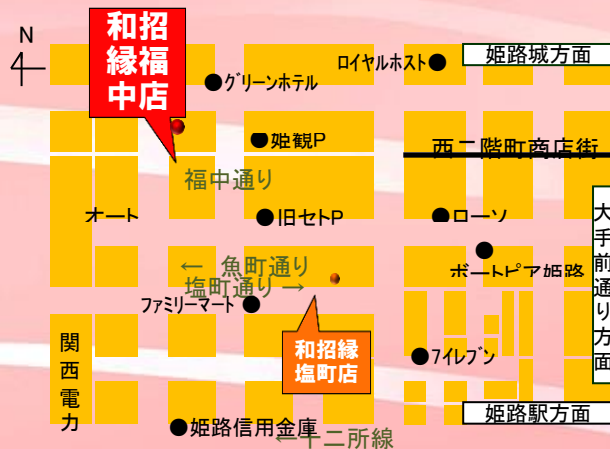 N
和招
縁福
中店
ロイヤルホスト
姫路城方面
グリーンホテル
姫観P
西二階町商店街
福中通り
オート
旧セトP
ローソ
大手前通り方面
← 魚町通り
塩町通り →
ボートピア姫路
ファミリーマート
関西電力
和招縁
塩町店
7イレブン
姫路駅方面
姫路信用金庫
←十二所線